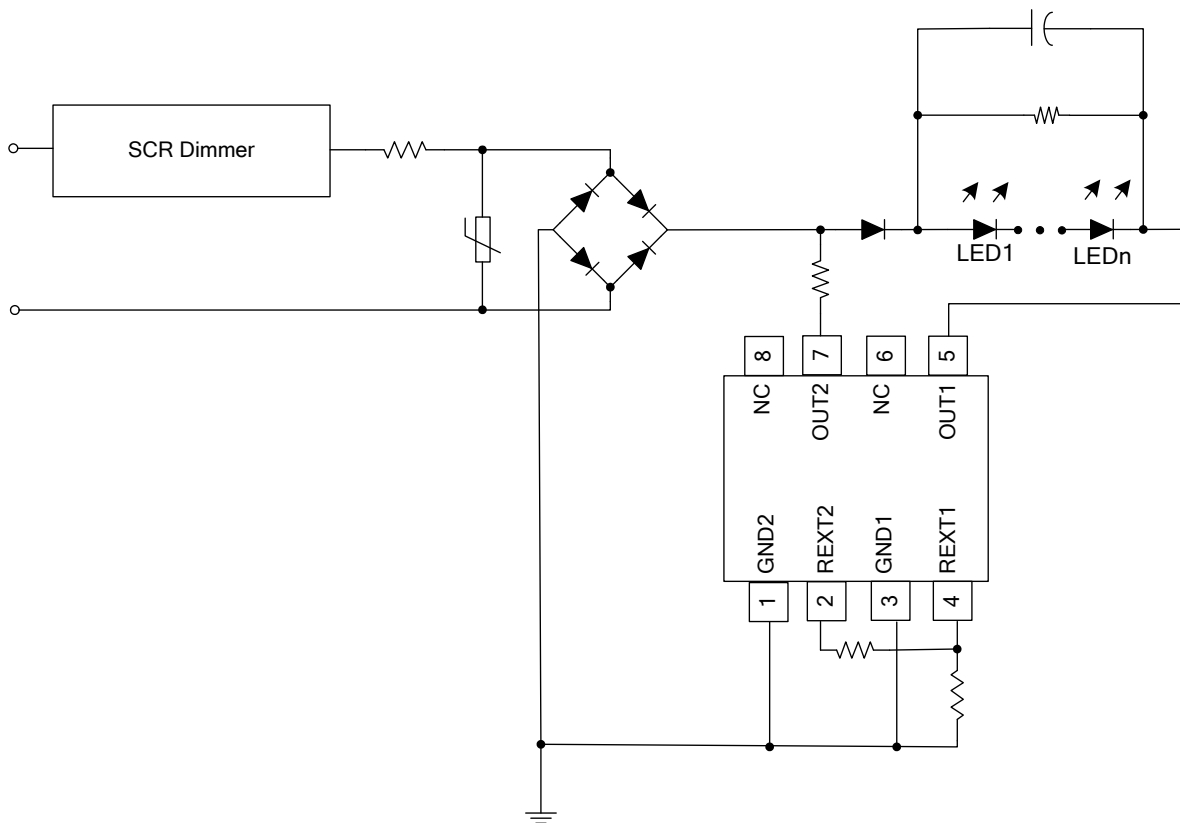 SCR Dimmer
LED1
LEDn
8
7
6
5
NC
OUT2
NC
OUT1
GND2
REXT2
GND1
REXT1
1
2
3
4